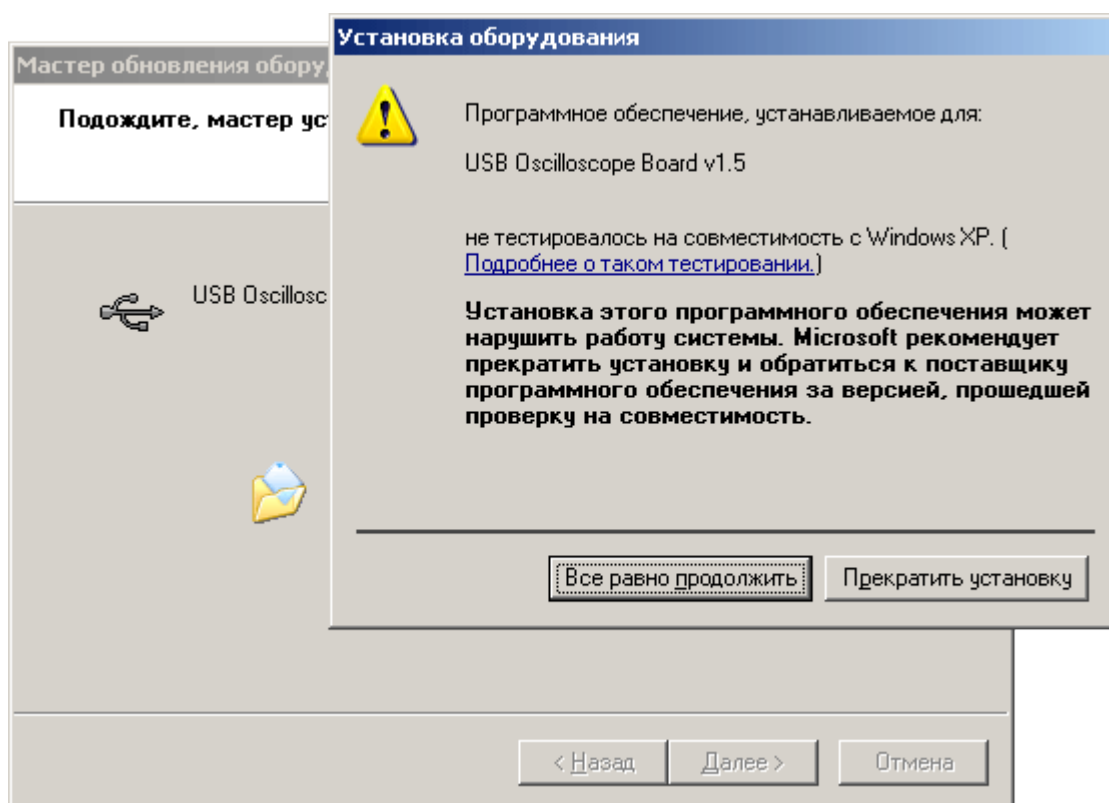 Установка оборудования
Мастер обновления обору
Подождите, мастер ус
Программное обеспечение, устанавливаемое для:
USB Oscilloscope Board v1.5
не тестировалось на совместимость с Windows XP. (
Подробнее о таком тестировании.)
USB Oscillosc
Установка этого программного обеспечения может
нарушить работу системы. Microsoft рекомендует
прекратить установку и обратиться к поставщику
программного обеспечения за версией, прошедшей
проверку на совместимость.
Все равно продолжить
Прекратить установку
< Назад
Далее >
Отмена